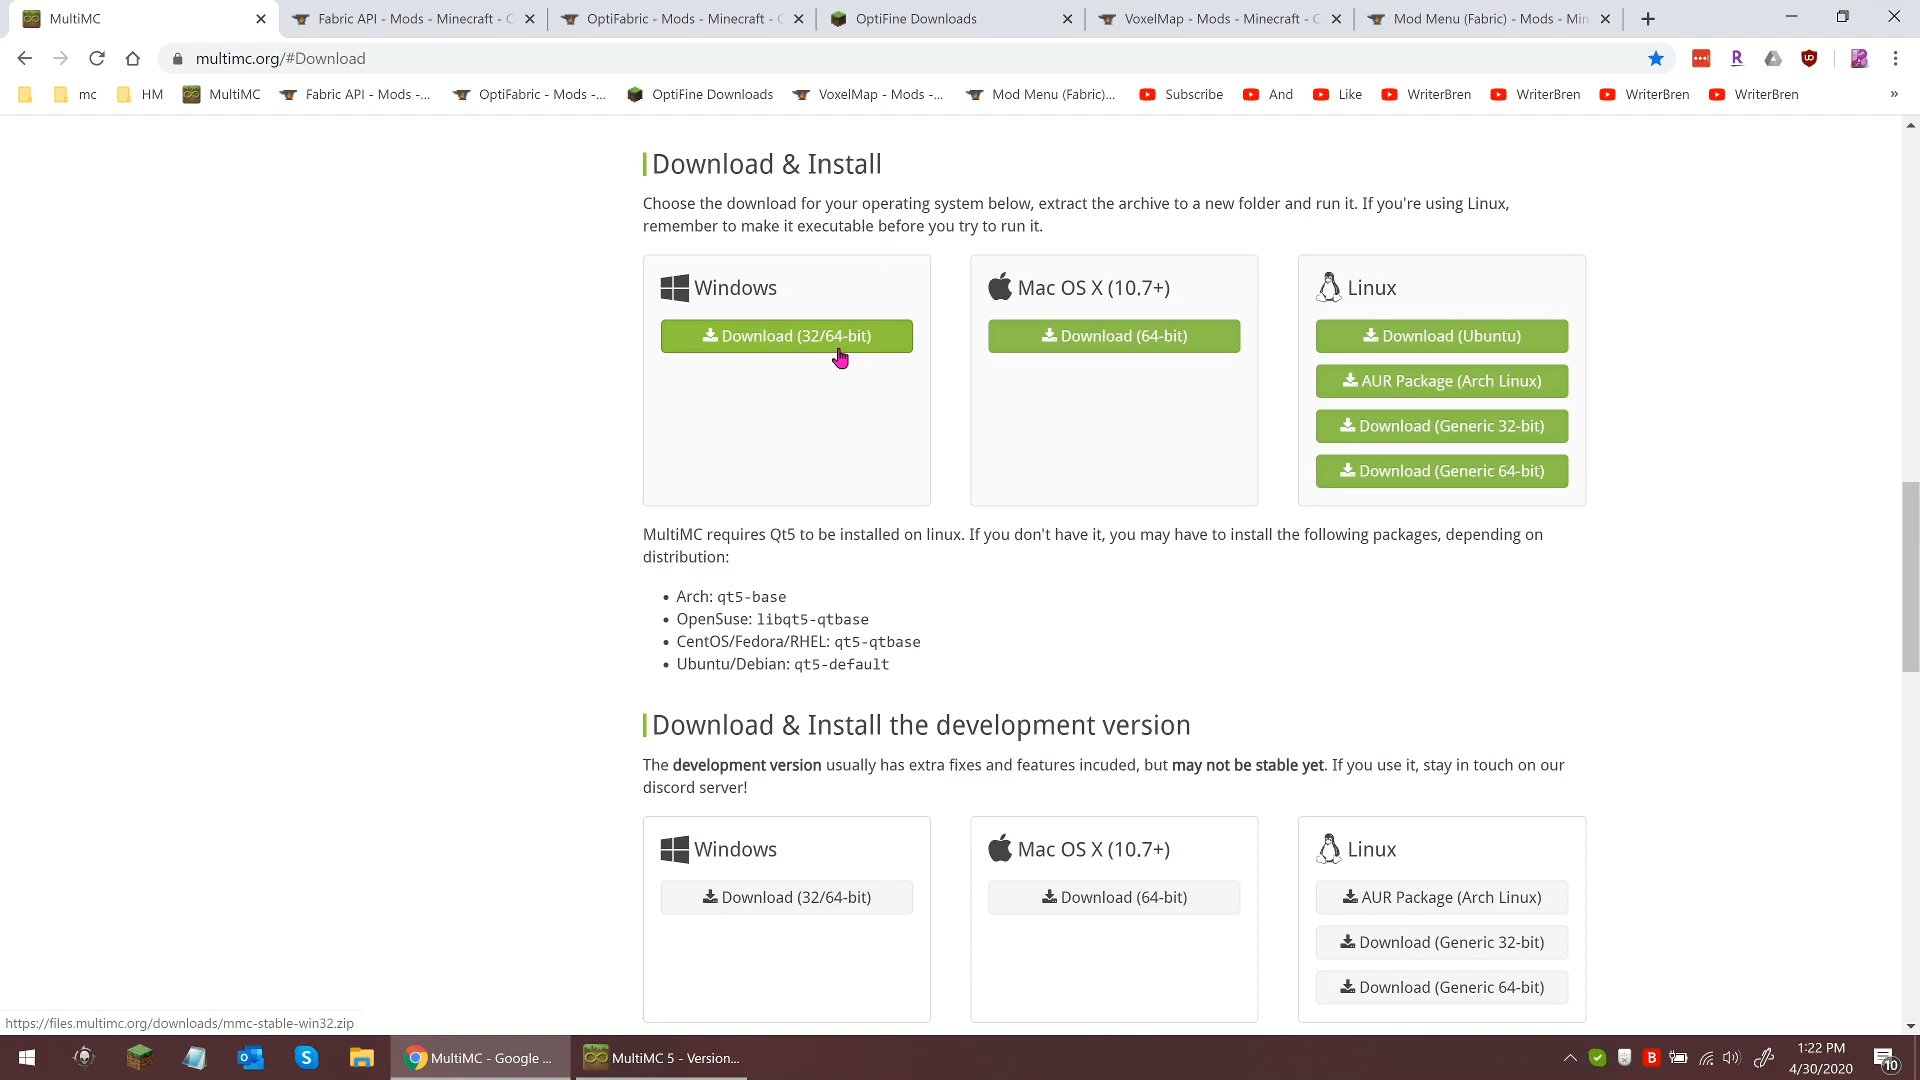 MultiMC
Fabric API - Mods - Minecraft - C
OptiFabric - Mods - Minecraft - C
OptiFine Downloads
VoxelMap - Mods - Minecraft - C
Mod Menu (Fabric) - Mods - Min
multimc.org/#Download
mc
HM
MultiMC
Fabric API - Mods -...
OptiFabric - Mods -...
OptiFine Downloads
VoxelMap - Mods -...
Mod Menu (Fabric)...
Subscribe
And
Like
WriterBren
WriterBren
WriterBren
WriterBren
»
Download & Install
Choose the download for your operating system below, extract the archive to a new folder and run it. If you're using Linux,
remember to make it executable before you try to run it.
Windows
Download (32/64-bit)
Mac OS X (10.7+)
Download (64-bit)
Linux
Download (Ubuntu)
AUR Package (Arch Linux)
Download (Generic 32-bit)
Download (Generic 64-bit)
MultiMC requires Qt5 to be installed on linux. If you don't have it, you may have to install the following packages, depending on
distribution:
• Arch: qt5-base
• OpenSuse: libqt5-qtbase
• CentOS/Fedora/RHEL: qt5-qtbase
• Ubuntu/Debian: qt5-default
Download & Install the development version
The development version usually has extra fixes and features incuded, but may not be stable yet. If you use it, stay in touch on our
discord server!
Windows
Download (32/64-bit)
Mac OS X (10.7+)
Download (64-bit)
Linux
AUR Package (Arch Linux)
Download (Generic 32-bit)
Download (Generic 64-bit)
https://files.multimc.org/downloads/mmc-stable-win32.zip
MultiMC - Google ...
MultiMC 5 - Version...
1:22 PM
4/30/2020
10